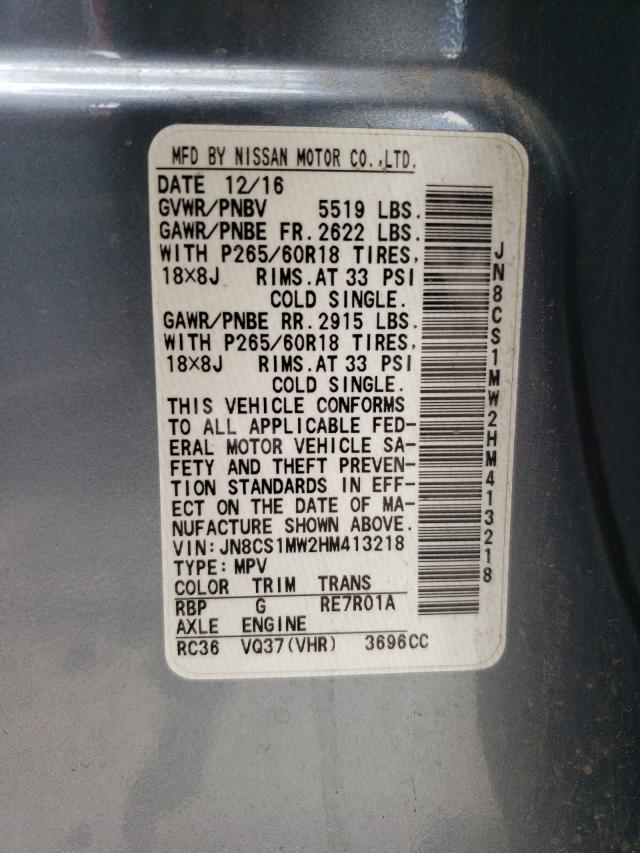 MFD BY NISSAN MOTOR CO.,LTD.
DATE 12/16
GVWR/PNBV 5519 LBS.
GAWR/PNBE FR. 2622 LBS.
WITH P265/60R18 TIRES,
18×8J RIMS. AT 33 PSI
COLD SINGLE.
GAWR/PNBE RR. 2915 LBS.
WITH P265/60R18 TIRES,
18×8J RIMS. AT 33 PSI
COLD SINGLE.
THIS VEHICLE CONFORMS
TO ALL APPLICABLE FED-
ERAL MOTOR VEHICLE SA-
FETY AND THEFT PREVEN-
TION STANDARDS IN EFF-
ECT ON THE DATE OF MA-
NUFACTURE SHOWN ABOVE.
VIN:JN8CS1MW2HM413218
TYPE:MPV
COLOR TRIM TRANS
RBP G RE7R01A
AXLE ENGINE
RC36 VQ37(VHR) 3696CC
JN8CS1MW2HM413218